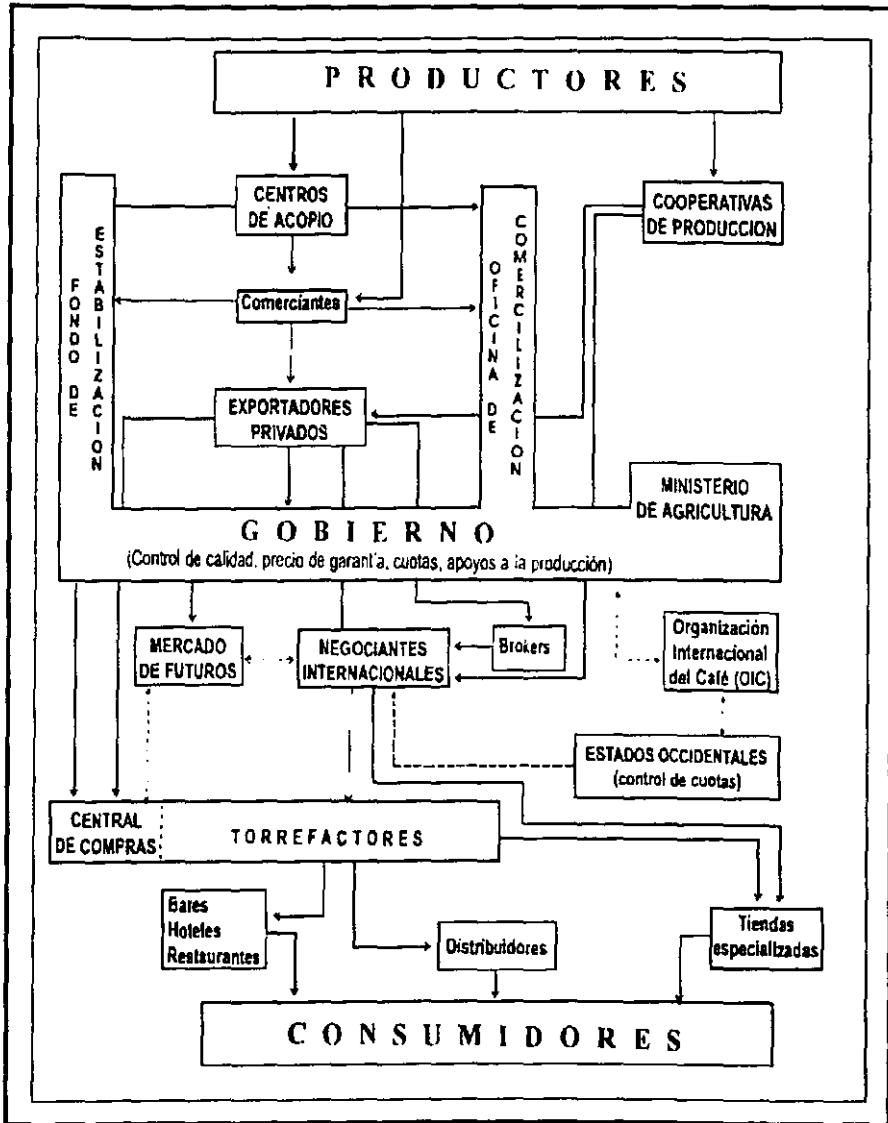 PRODUCTORES
CENTROS
DE ACOPIO
COOPERATIVAS
DE PRODUCCION
FONDO DE
ESTABILIZACION
OFICINA DE
COMERCILIZACION
Comerciantes
EXPORTADORES
PRIVADOS
MINISTERIO
DE AGRICULTURA
GOBIERNO
(Control de calidad, precio de garantía, cuotas, apoyos a la producción)
MERCADO
DE FUTUROS
NEGOCIANTES
INTERNACIONALES
Brokers
Organización
Internacional
del Café (OIC)
ESTADOS OCCIDENTALES
(control de cuotas)
CENTRAL
DE COMPRAS
TORREFACTORES
Bares
Hoteles
Restaurantes
Distribuidores
Tiendas
especializadas
CONSUMIDORES